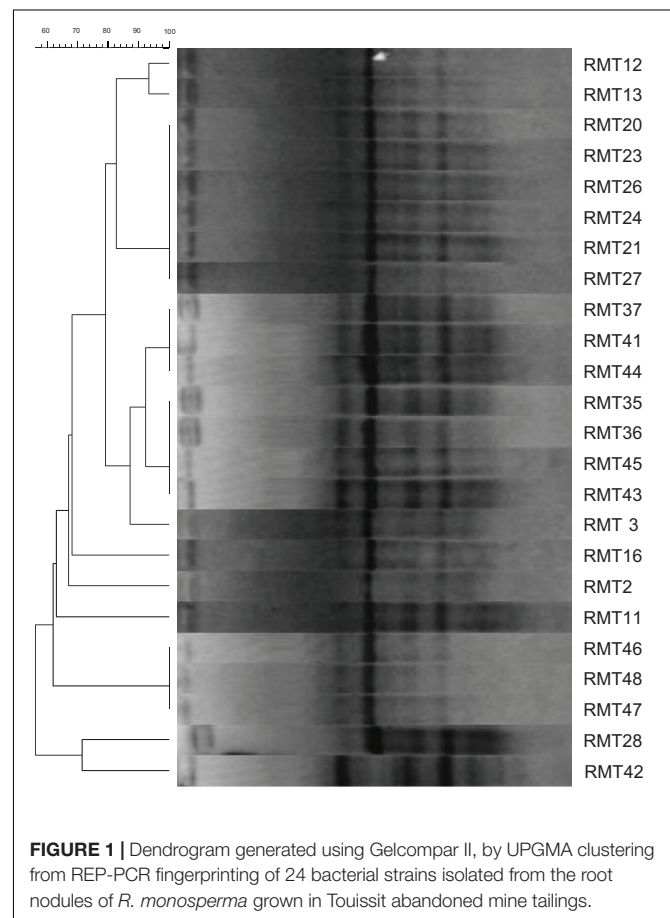 60 70 80 90 100
RMT12
RMT13
RMT20
RMT23
RMT26
RMT24
RMT21
RMT27
RMT37
RMT41
RMT44
RMT35
RMT36
RMT45
RMT43
RMT 3
RMT16
RMT2
RMT11
RMT46
RMT48
RMT47
RMT28
RMT42
FIGURE 1 | Dendrogram generated using Gelcompar II, by UPGMA clustering
from REP-PCR fingerprinting of 24 bacterial strains isolated from the root
nodules of R. monosperma grown in Touissit abandoned mine tailings.